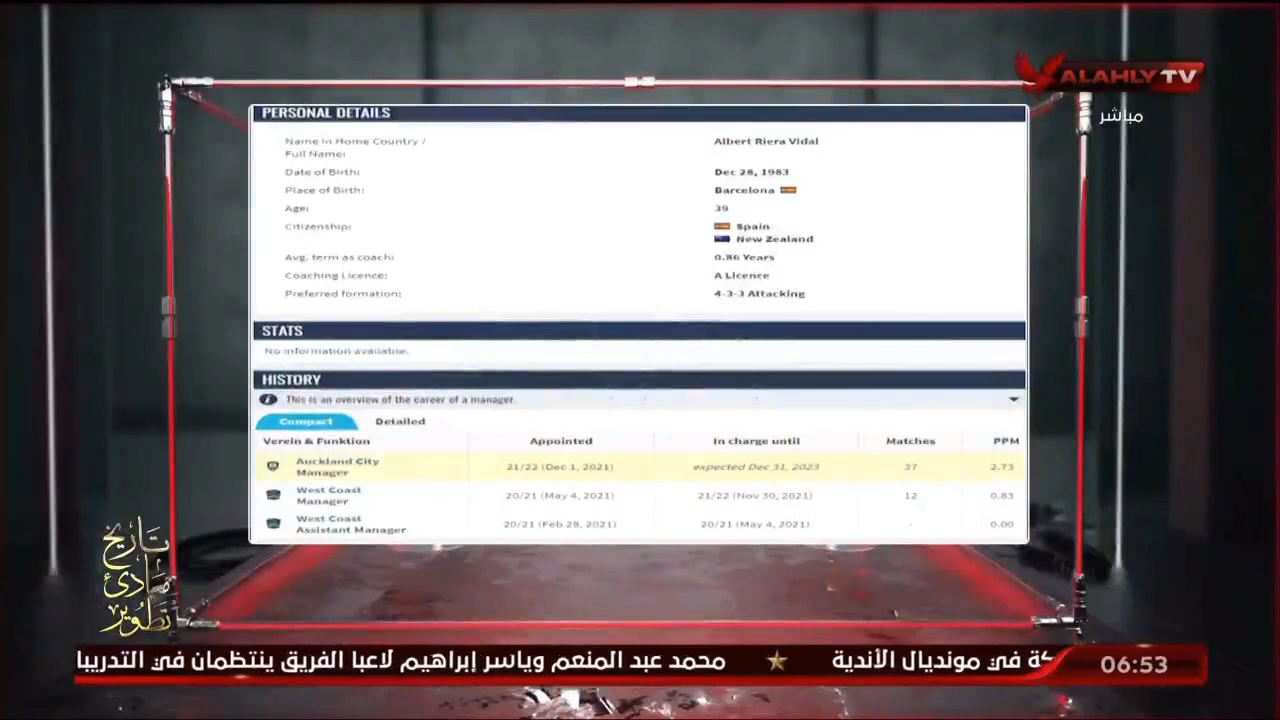 ALAHLY TV
مباشر
PERSONAL DETAILS
Name in Home Country / Full Name: Albert Riera Vidal
Date of Birth: Dec 28, 1983
Place of Birth: Barcelona
Age: 39
Citizenship: Spain
New Zealand
Avg. term as coach: 0.86 Years
Coaching Licence: A Licence
Preferred formation: 4-3-3 Attacking
STATS
No information available.
HISTORY
This is an overview of the career of a manager.
Compact Detailed
Verein & Funktion Appointed In charge until Matches PPM
Auckland City Manager 21/22 (Dec 1, 2021) expected Dec 31, 2023 37 2.73
West Coast Manager 20/21 (May 4, 2021) 21/22 (Nov 30, 2021) 12 0.83
West Coast Assistant Manager 20/21 (Feb 28, 2021) 20/21 (May 4, 2021) - 0.00
تاريخ
مبادئ
تطوير
كة في مونديال الأندية محمد عبد المنعم وياسر إبراهيم لاعبا الفريق ينتظمان في التدريبا
06:53